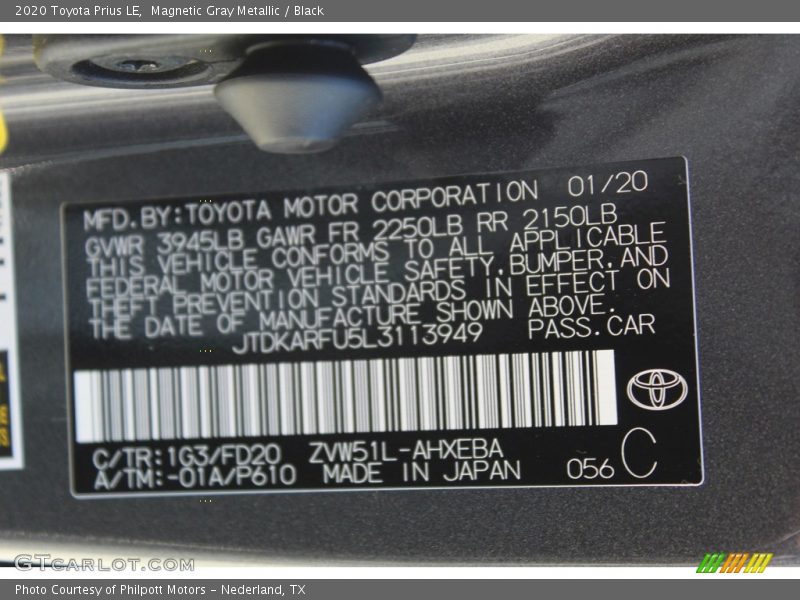 2020 Toyota Prius LE, Magnetic Gray Metallic / Black
MFD.BY:TOYOTA MOTOR CORPORATION 01/20
GVWR 3945LB GAWR FR 2250LB RR 2150LB
THIS VEHICLE CONFORMS TO ALL APPLICABLE
FEDERAL MOTOR VEHICLE SAFETY,BUMPER,AND
THEFT PREVENTION STANDARDS IN EFFECT ON
THE DATE OF MANUFACTURE SHOWN ABOVE.
JTDKARFU5L3113949 PASS.CAR
C/TR:1G3/FD20 ZVW51L-AHXEBA
A/TM:-01A/P610 MADE IN JAPAN 056 C
GTCARLOT.COM
Photo Courtesy of Philpott Motors - Nederland, TX